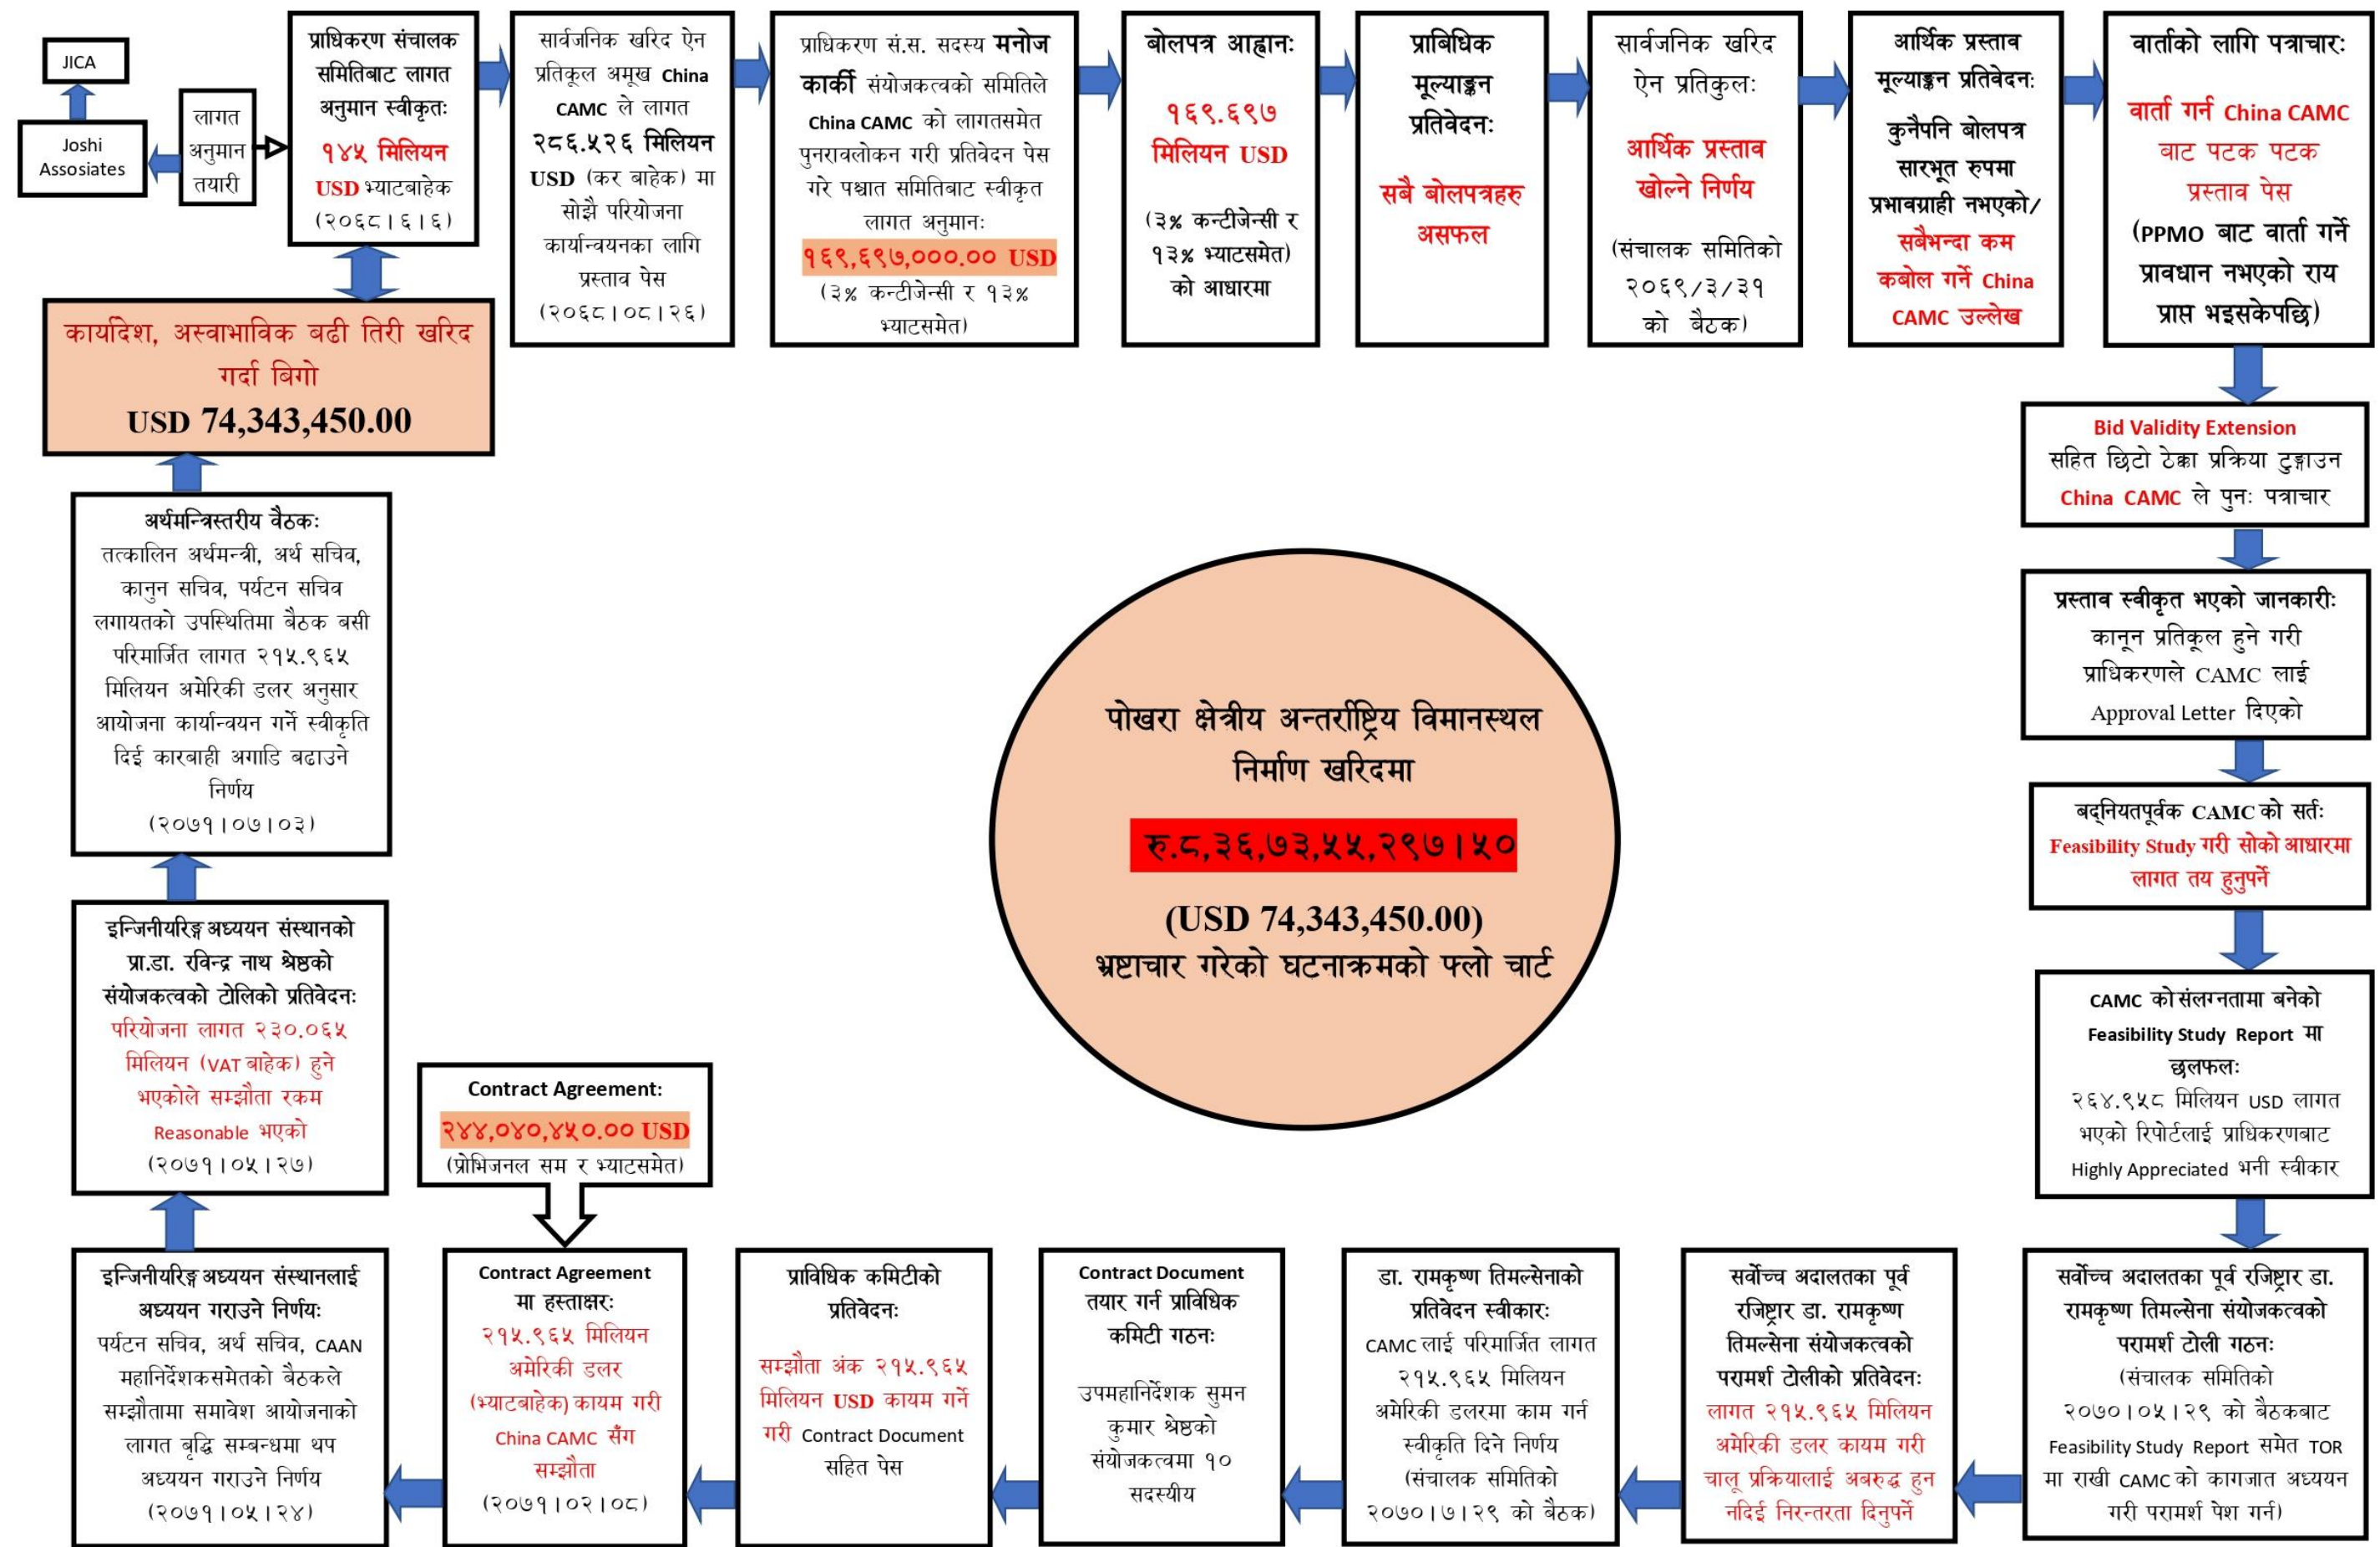 JICA
Joshi
Assosiates
लागत
अनुमान
तयारी
प्राधिकरण संचालक
समितिबाट लागत
अनुमान स्वीकृतः
१४५ मिलियन
USD भ्याटबाहेक
(२०६८।६।६)
सार्वजनिक खरिद ऐन
प्रतिकूल अमूख China
CAMC ले लागत
२८६.५२६ मिलियन
USD (कर बाहेक) मा
सोझै परियोजना
कार्यान्वयनका लागि
प्रस्ताव पेस
(२०६८।०८।२६)
प्राधिकरण सं.स. सदस्य मनोज
कार्की संयोजकत्वको समितिले
China CAMC को लागतसमेत
पुनरावलोकन गरी प्रतिवेदन पेस
गरे पश्चात समितिबाट स्वीकृत
लागत अनुमानः
१६९,६९७,०००.०० USD
(३% कन्टीजेन्सी र १३%
भ्याटसमेत)
बोलपत्र आह्वानः
१६९.६९७
मिलियन USD
सबै बोलपत्रहरु
असफल
(३% कन्टीजेन्सी र
१३% भ्याटसमेत)
को आधारमा
प्राबिधिक
मूल्याङ्कन
प्रतिवेदनः
सबै बोलपत्रहरु
असफल
सार्वजनिक खरिद
ऐन प्रतिकुलः
आर्थिक प्रस्ताव
खोल्ने निर्णय
(संचालक समितिको
२०६९/३/३१
को बैठक)
आर्थिक प्रस्ताव
मूल्याङ्कन प्रतिवेदनः
कुनैपनि बोलपत्र
सारभूत रुपमा
प्रभावग्राही नभएको/
सबैभन्दा कम
कबोल गर्ने China
CAMC उल्लेख
वार्ताको लागि पत्राचारः
वार्ता गर्न China CAMC
बाट पटक पटक
प्रस्ताव पेस
(PPMO बाट वार्ता गर्ने
प्रावधान नभएको राय
प्राप्त भइसकेपछि)
Bid Validity Extension
सहित छिटो ठेक्का प्रक्रिया टुङ्गाउन
China CAMC ले पुनः पत्राचार
प्रस्ताव स्वीकृत भएको जानकारीः
कानून प्रतिकूल हुने गरी
प्राधिकरणले CAMC लाई
Approval Letter दिएको
बद्नियतपूर्वक CAMC को सर्तः
Feasibility Study गरी सोको आधारमा
लागत तय हुनुपर्ने
CAMC को संलग्नतामा बनेको
Feasibility Study Report मा
छलफलः
२६४.९५८ मिलियन USD लागत
भएको रिपोर्टलाई प्राधिकरणबाट
Highly Appreciated भनी स्वीकार
सर्वोच्च अदालतका पूर्व रजिष्ट्रार डा.
रामकृष्ण तिमल्सेना संयोजकत्वको
परामर्श टोली गठनः
(संचालक समितिको
२०७०।०५।२९ को बैठकबाट
Feasibility Study Report समेत TOR
मा राखी CAMC को कागजात अध्ययन
गरी परामर्श पेश गर्न)
सर्वोच्च अदालतका पूर्व
रजिष्ट्रार डा. रामकृष्ण
तिमल्सेना संयोजकत्वको
परामर्श टोलीको प्रतिवेदनः
लागत २१५.९६५ मिलियन
अमेरिकी डलर कायम गरी
चालू प्रक्रियालाई अबरुद्ध हुन
नदिई निरन्तरता दिनुपर्ने
डा. रामकृष्ण तिमल्सेनाको
प्रतिवेदन स्वीकारः
CAMC लाई परिमार्जित लागत
२१५.९६५ मिलियन
अमेरिकी डलरमा काम गर्न
स्वीकृति दिने निर्णय
(संचालक समितिको
२०७०।७।२९ को बैठक)
Contract Document
तयार गर्न प्राविधिक
कमिटी गठनः
उपमहानिर्देशक सुमन
कुमार श्रेष्ठको
संयोजकत्वमा १०
सदस्यीय
प्राविधिक कमिटीको
प्रतिवेदनः
सम्झौता अंक २१५.९६५
मिलियन USD कायम गर्ने
गरी Contract Document
सहित पेस
Contract Agreement:
२४४,०४०,४५०.०० USD
(प्रोभिजनल सम र भ्याटसमेत)
Contract Agreement
मा हस्ताक्षरः
२१५.९६५ मिलियन
अमेरिकी डलर
(भ्याटबाहेक) कायम गरी
China CAMC सँग
सम्झौता
(२०७१।०२।०८)
इन्जिनीयरिङ्ग अध्ययन संस्थानलाई
अध्ययन गराउने निर्णयः
पर्यटन सचिव, अर्थ सचिव, CAAN
महानिर्देशकसमेतको बैठकले
सम्झौतामा समावेश आयोजनाको
लागत बृद्धि सम्बन्धमा थप
अध्ययन गराउने निर्णय
(२०७१।०५।२४)
इन्जिनीयरिङ्ग अध्ययन संस्थानको
प्रा.डा. रविन्द्र नाथ श्रेष्ठको
संयोजकत्वको टोलिको प्रतिवेदनः
परियोजना लागत २३०.०६५
मिलियन (VAT बाहेक) हुने
भएकोले सम्झौता रकम
Reasonable भएको
(२०७१।०५।२७)
अर्थमन्त्रिस्तरीय वैठकः
तत्कालिन अर्थमन्त्री, अर्थ सचिव,
कानुन सचिव, पर्यटन सचिव
लगायतको उपस्थितिमा बैठक बसी
परिमार्जित लागत २१५.९६५
मिलियन अमेरिकी डलर अनुसार
आयोजना कार्यान्वयन गर्ने स्वीकृति
दिई कारबाही अगाडि बढाउने
निर्णय
(२०७१।०७।०३)
कार्यादेश, अस्वाभाविक बढी तिरी खरिद
गर्दा बिगो
USD 74,343,450.00
पोखरा क्षेत्रीय अन्तर्राष्ट्रिय विमानस्थल
निर्माण खरिदमा
रु.८,३६,७३,५५,२९७।५०
(USD 74,343,450.00)
भ्रष्टाचार गरेको घटनाक्रमको फ्लो चार्ट